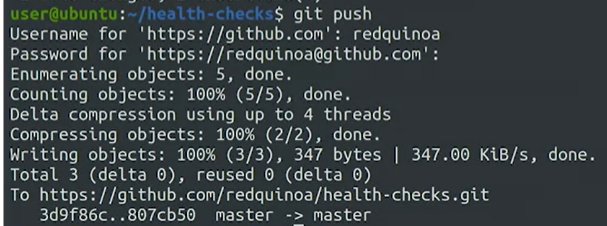 user@ubuntu:~/health-checks$ git push
Username for 'https://github.com': redquinoa
Password for 'https://redquinoa@github.com':
Enumerating objects: 5, done.
Counting objects: 100% (5/5), done.
Delta compression using up to 4 threads
Compressing objects: 100% (2/2), done.
Writing objects: 100% (3/3), 347 bytes | 347.00 KiB/s, done.
Total 3 (delta 0), reused 0 (delta 0)
To https://github.com/redquinoa/health-checks.git
   3d9f86c..807cb50  master -> master